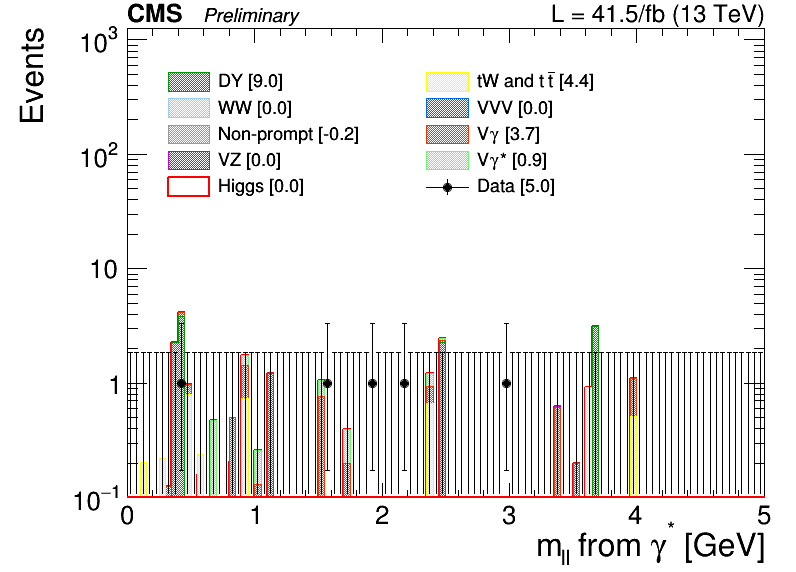 CMS Preliminary L = 41.5/fb (13 TeV)
Events
10³
10²
10
1
10⁻¹
DY [9.0]
WW [0.0]
Non-prompt [-0.2]
VZ [0.0]
Higgs [0.0]
tW and tt̅ [4.4]
VVV [0.0]
Vγ [3.7]
Vγ* [0.9]
Data [5.0]
0 1 2 3 4 5
m_ll from γ* [GeV]